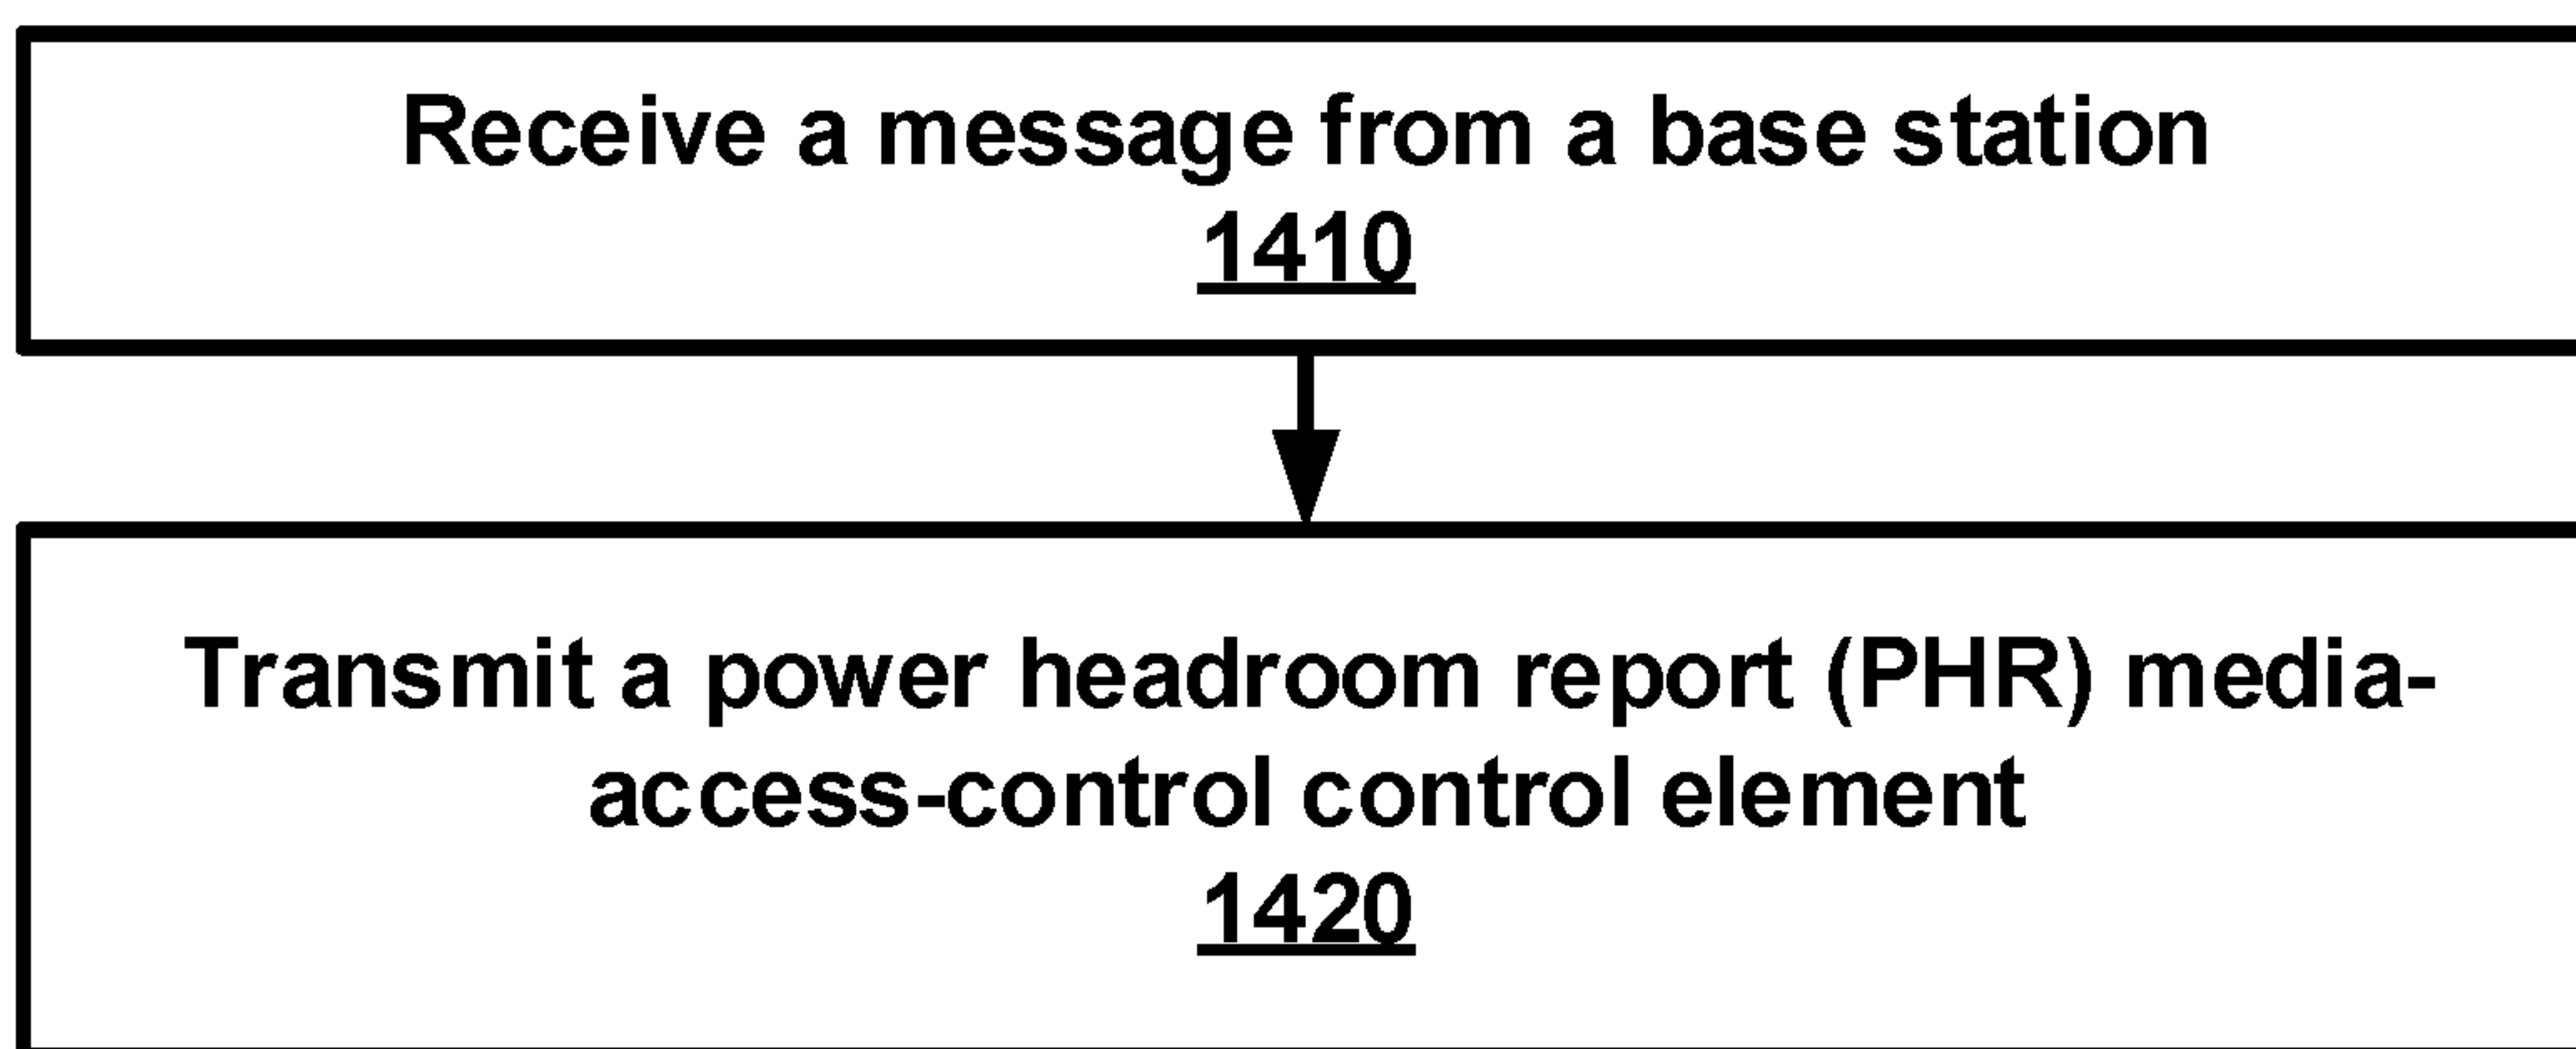 Receive a message from a base station
1410
Transmit a power headroom report (PHR) media-
access-control control element
1420